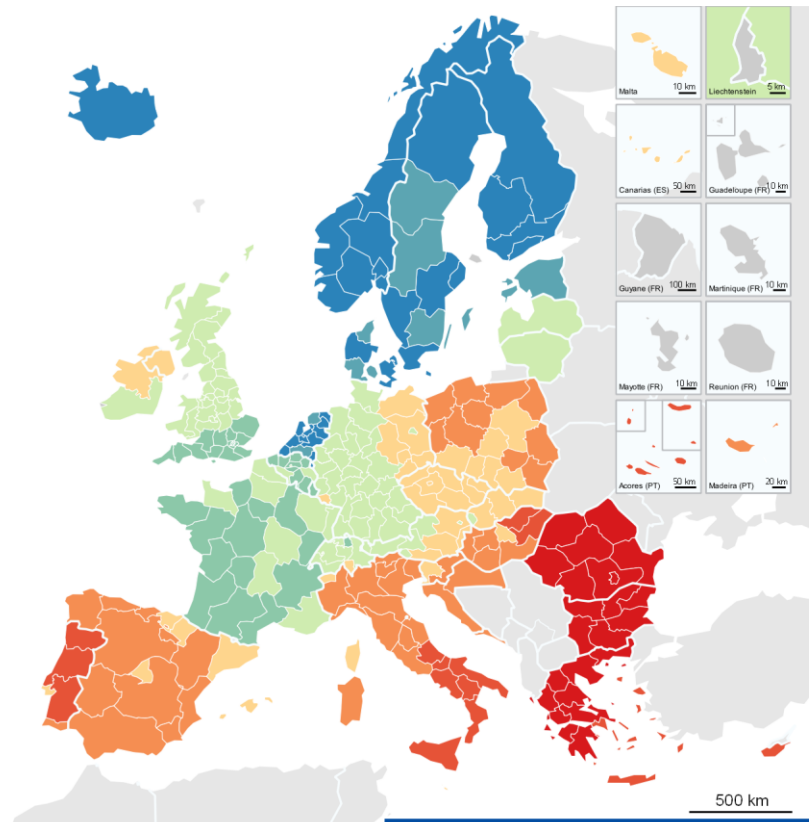 Malta
10 km
Liechtenstein
5 km
Canarias (ES)
50 km
Guadeloupe (FR)
10 km
Guyane (FR)
100 km
Martinique (FR)
10 km
Mayotte (FR)
10 km
Reunion (FR)
10 km
Acores (PT)
50 km
Madeira (PT)
20 km
500 km